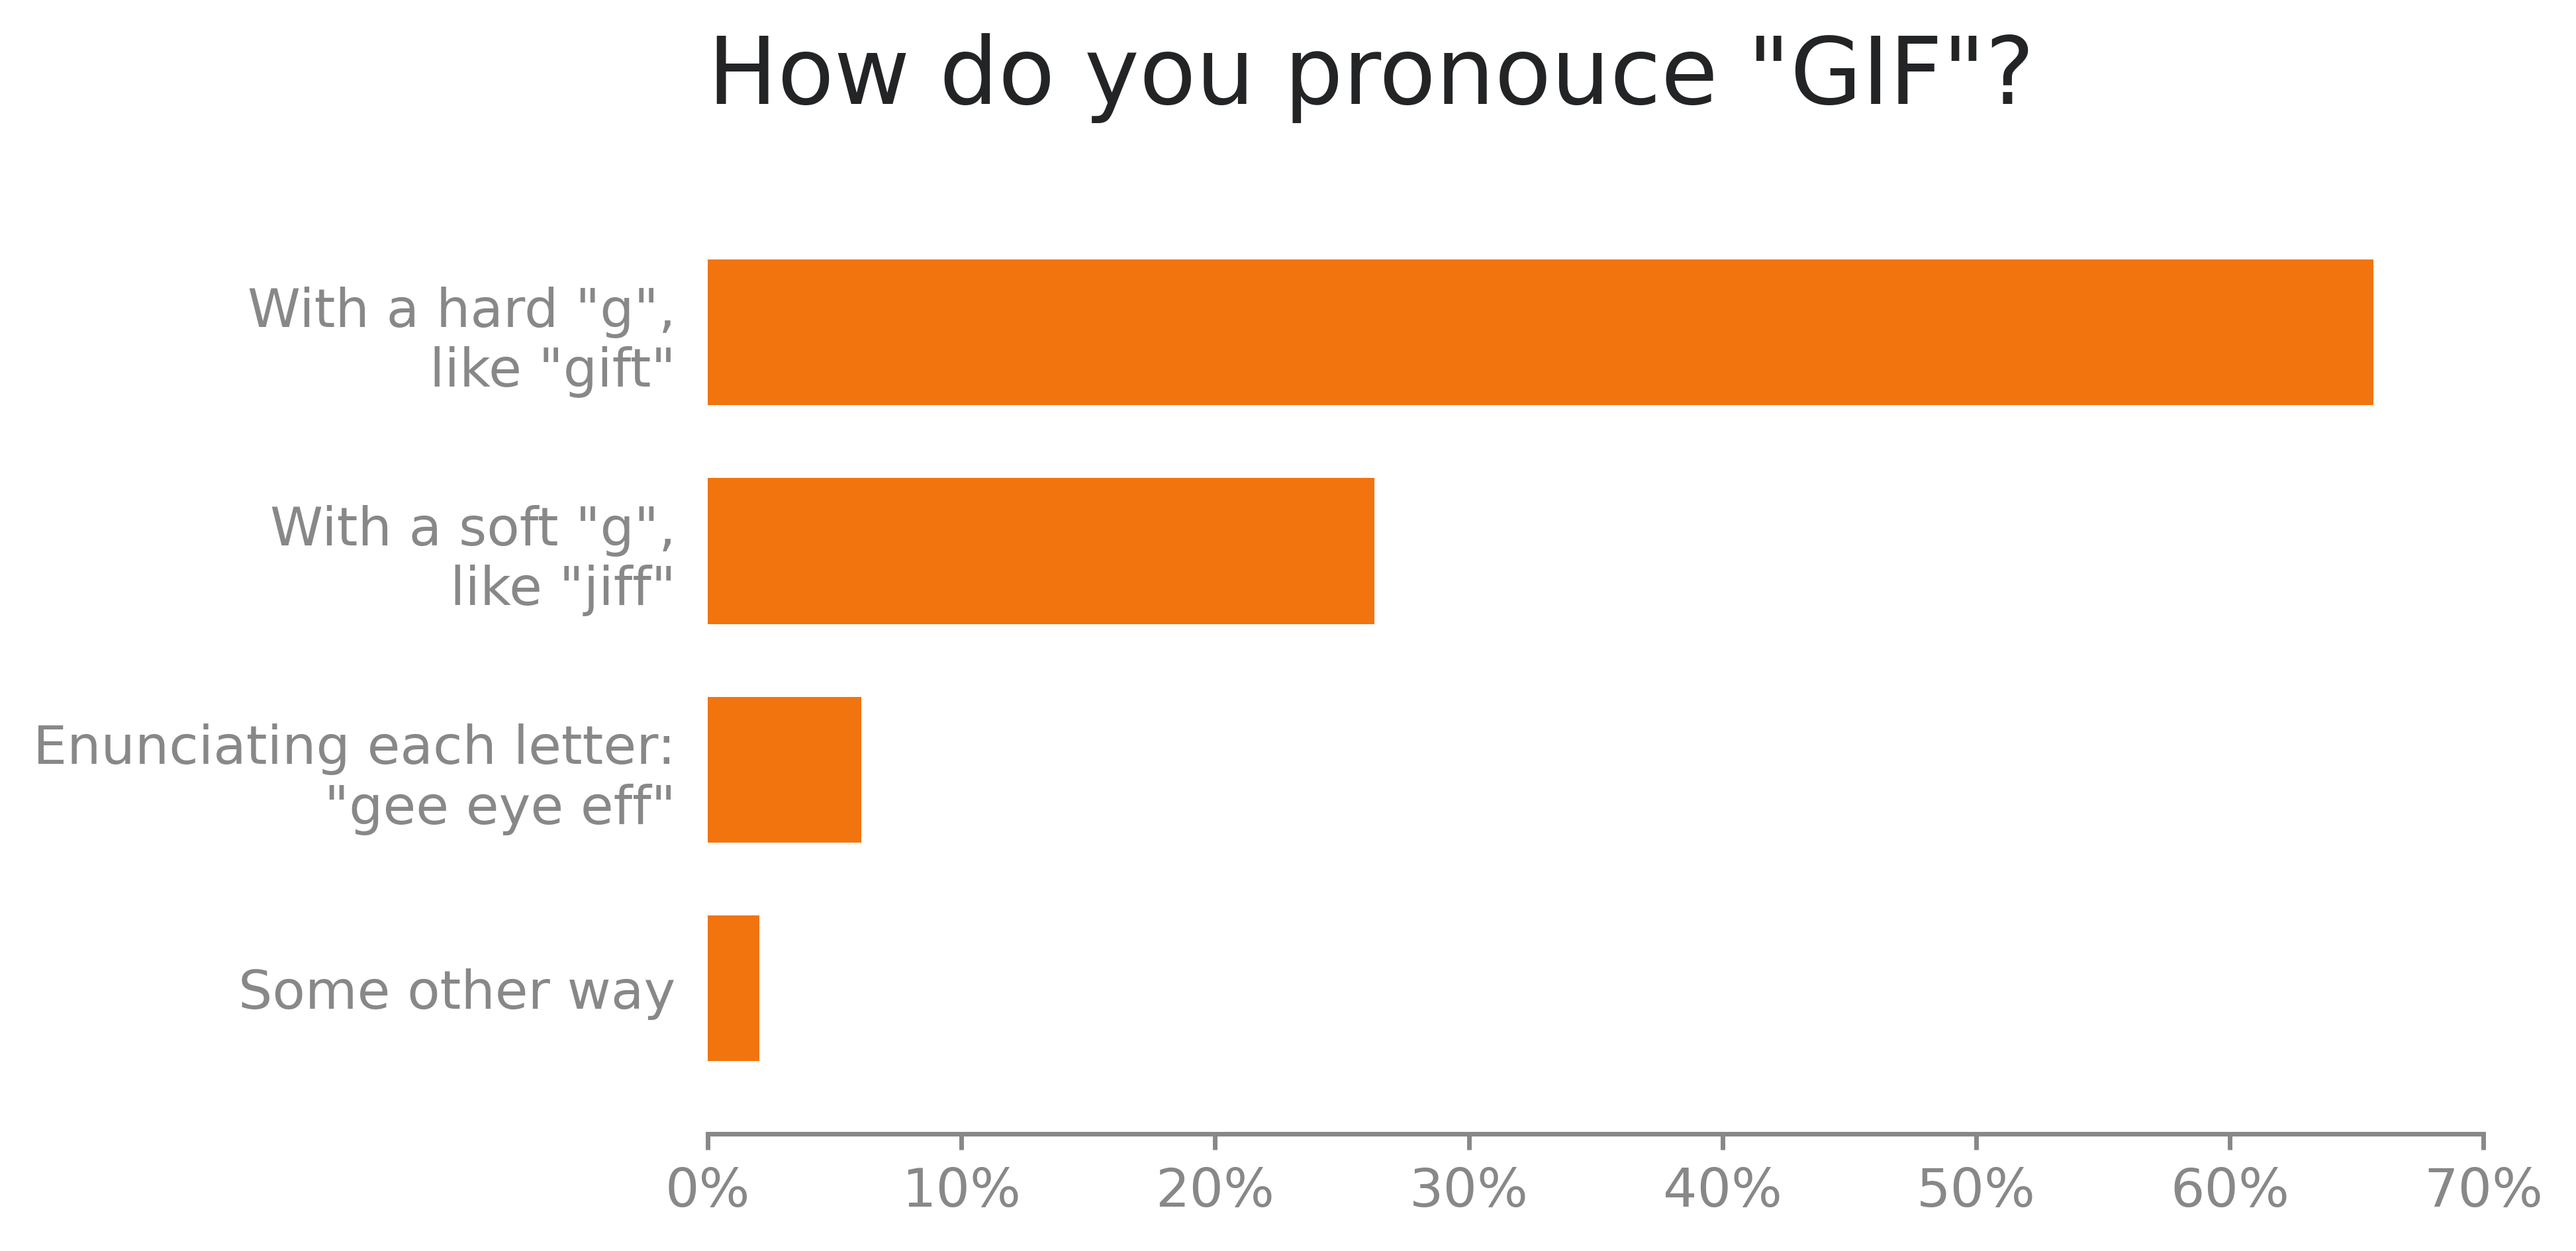 How do you pronouce "GIF"?
With a hard "g",
like "gift"
With a soft "g",
like "jiff"
Enunciating each letter:
"gee eye eff"
Some other way
0% 10% 20% 30% 40% 50% 60% 70%